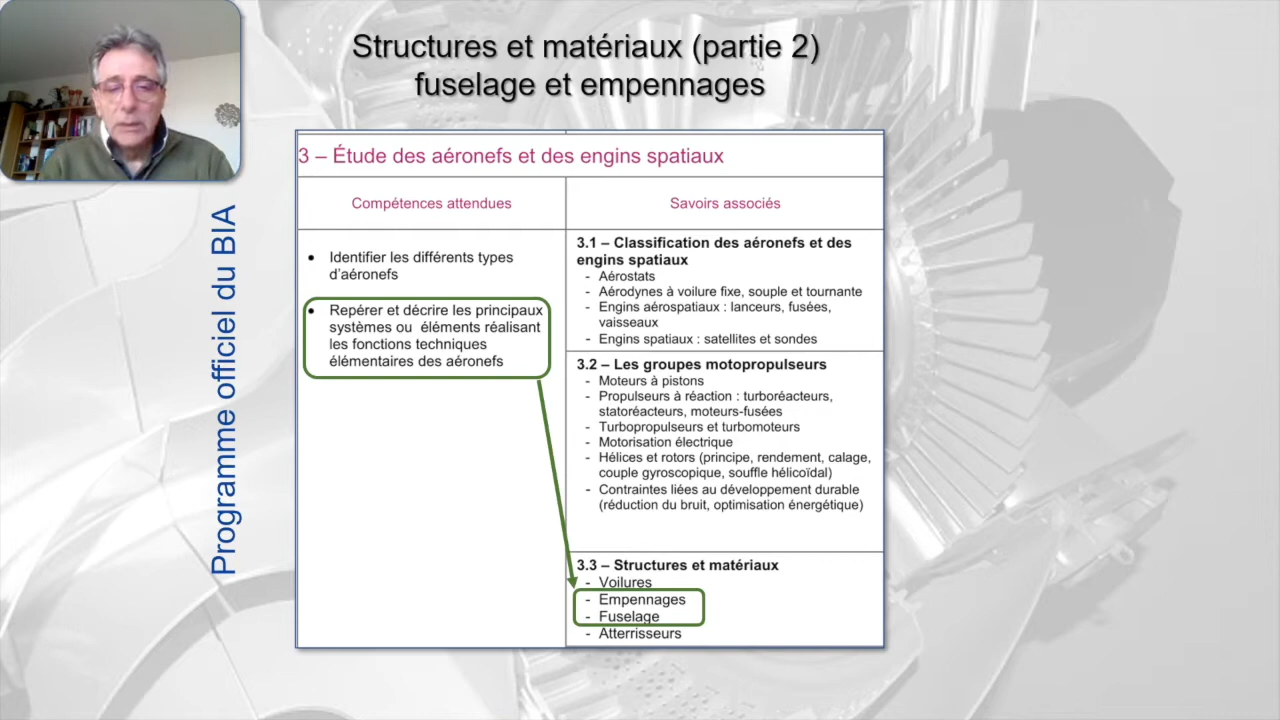 Structures et matériaux (partie 2)
fuselage et empennages
Programme officiel du BIA
3 – Étude des aéronefs et des engins spatiaux
Compétences attendues
Savoirs associés
• Identifier les différents types
d'aéronefs
• Repérer et décrire les principaux
systèmes ou éléments réalisant
les fonctions techniques
élémentaires des aéronefs
3.1 – Classification des aéronefs et des
engins spatiaux
- Aérostats
- Aérodynes à voilure fixe, souple et tournante
- Engins aérospatiaux : lanceurs, fusées,
vaisseaux
- Engins spatiaux : satellites et sondes
3.2 – Les groupes motopropulseurs
- Moteurs à pistons
- Propulseurs à réaction : turboréacteurs,
statoréacteurs, moteurs-fusées
- Turbopropulseurs et turbomoteurs
- Motorisation électrique
- Hélices et rotors (principe, rendement, calage,
couple gyroscopique, souffle hélicoïdal)
- Contraintes liées au développement durable
(réduction du bruit, optimisation énergétique)
3.3 – Structures et matériaux
- Voilures
- Empennages
- Fuselage
- Atterrisseurs